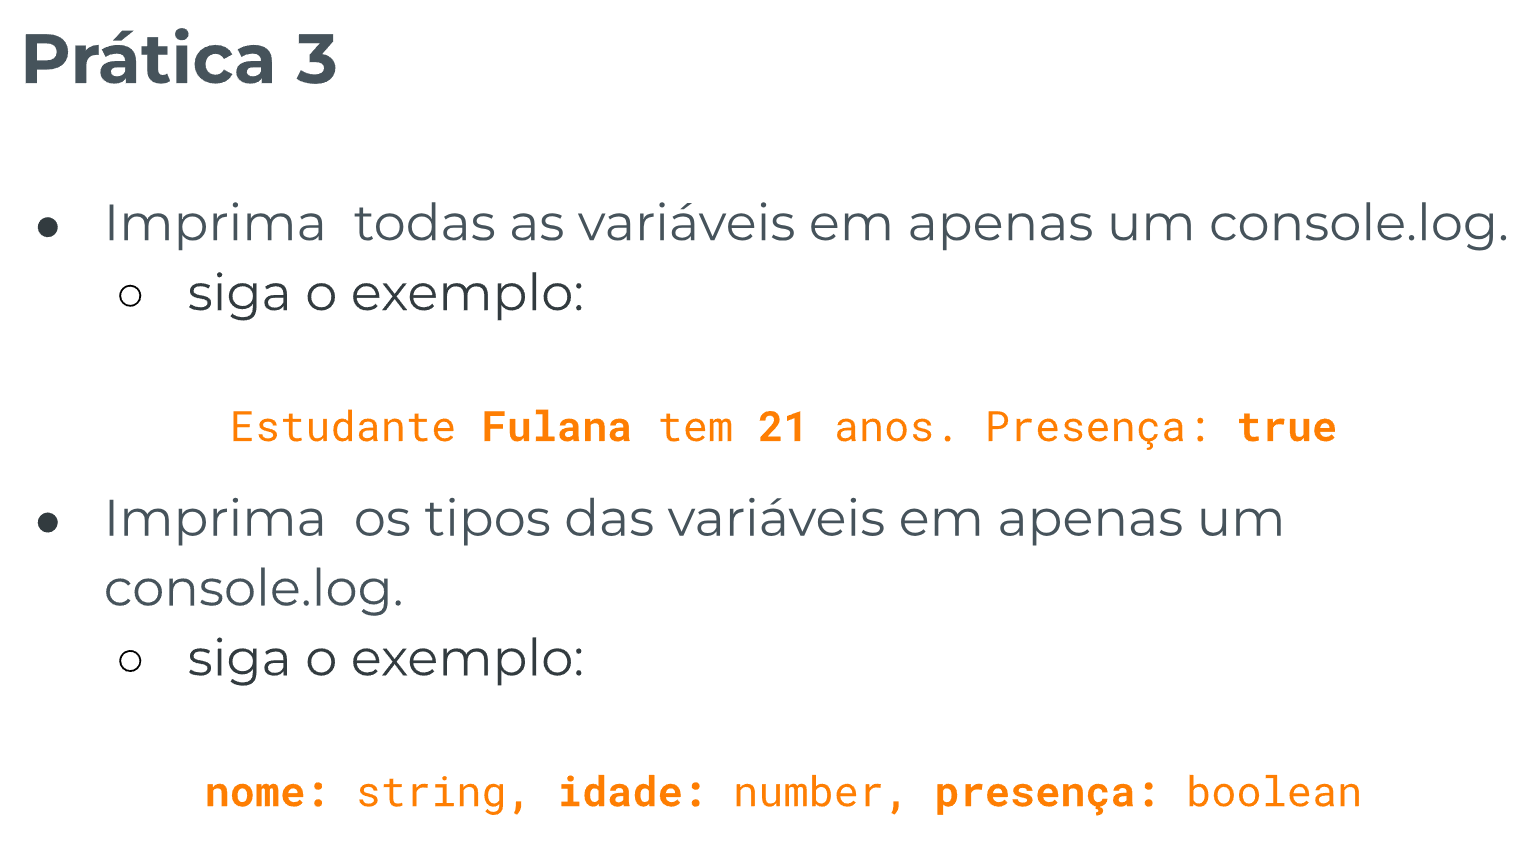 Prática 3
● Imprima todas as variáveis em apenas um console.log.
○ siga o exemplo:
Estudante Fulana tem 21 anos. Presença: true
● Imprima os tipos das variáveis em apenas um
console.log.
○ siga o exemplo:
nome: string, idade: number, presença: boolean